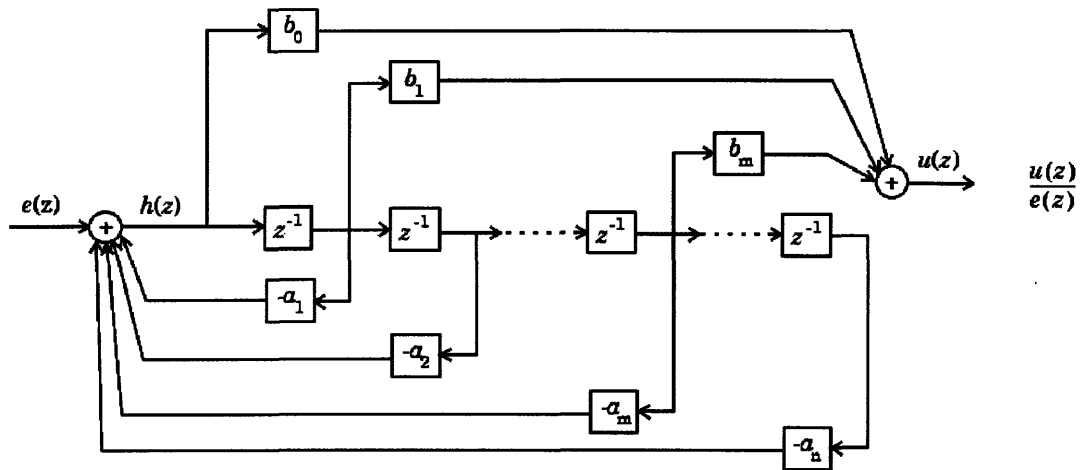 b₀
b₁
bₘ
e(z)
+
h(z)
z⁻¹
z⁻¹
z⁻¹
z⁻¹
+
u(z)
u(z)
e(z)
-a₁
-a₂
-aₘ
-aₙ